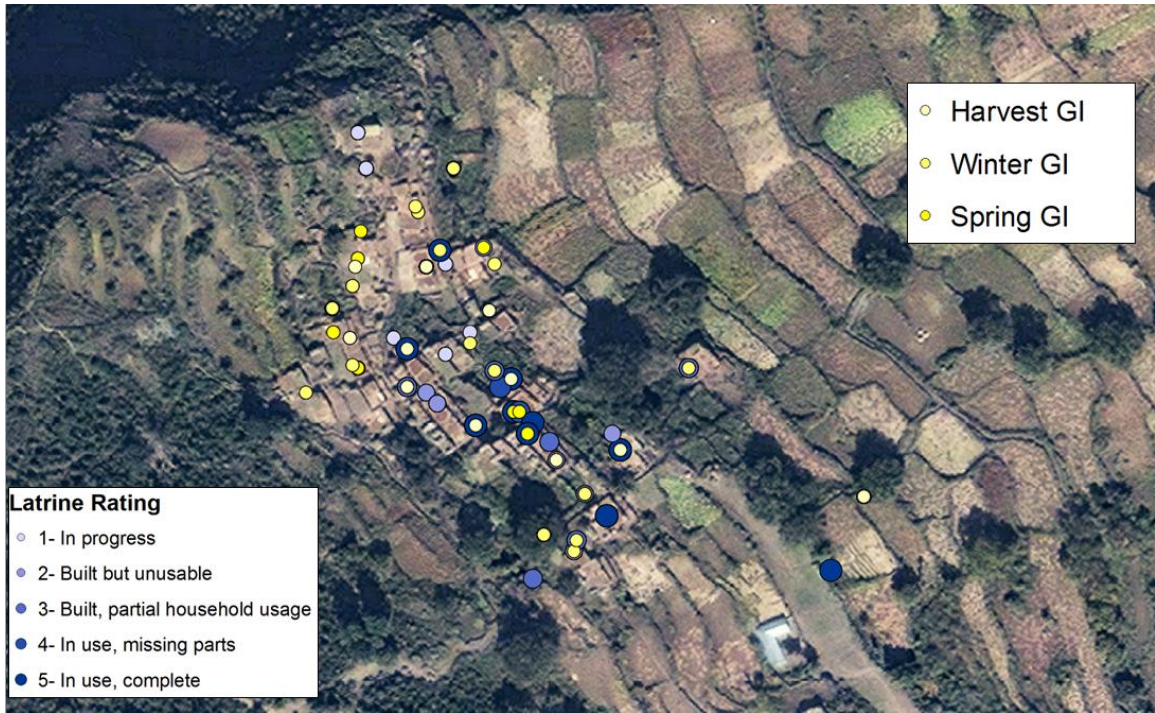 Harvest GI
Winter GI
Spring GI
Latrine Rating
1- In progress
2- Built but unusable
3- Built, partial household usage
4- In use, missing parts
5- In use, complete